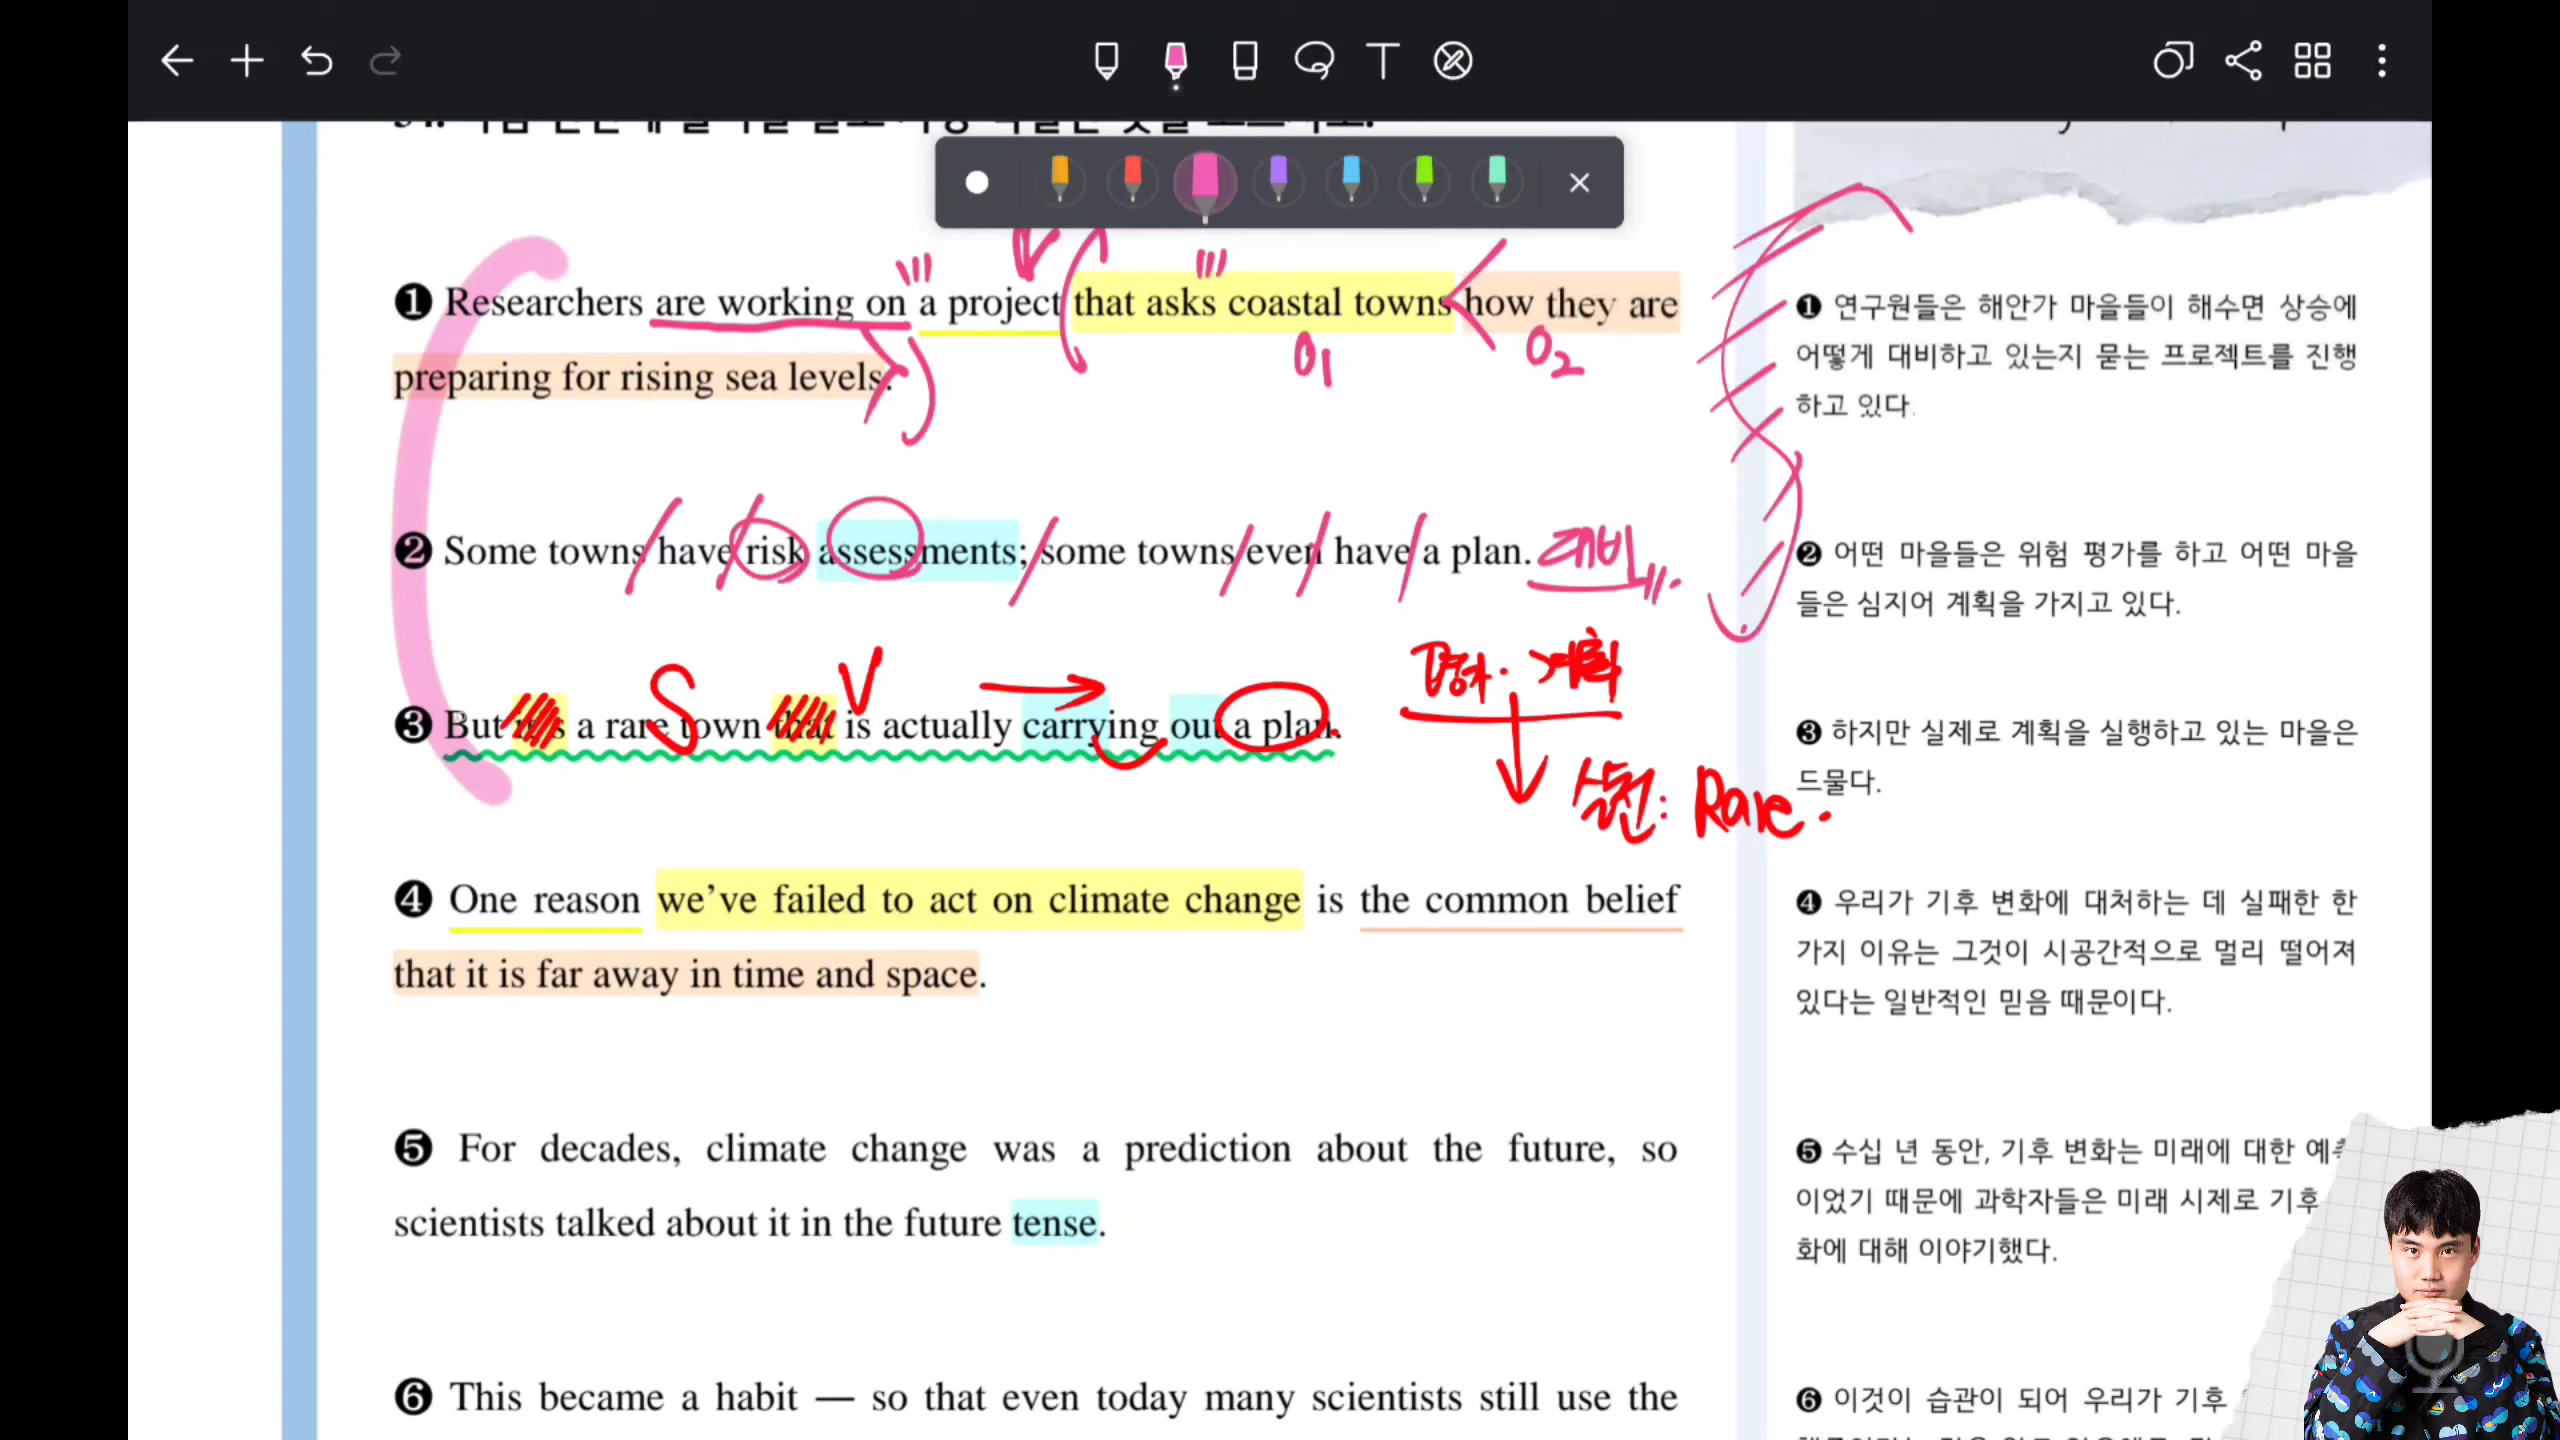 ❶ Researchers are working on a project that asks coastal towns how they are
preparing for rising sea levels.
O1
O2
❷ Some towns have risk assessments; some towns even have a plan.
대비
평가·계획
S
V
❸ But it is a rare town that is actually carrying out a plan.
실천: Rare.
❹ One reason we've failed to act on climate change is the common belief
that it is far away in time and space.
❺ For decades, climate change was a prediction about the future, so
scientists talked about it in the future tense.
❻ This became a habit — so that even today many scientists still use the
❶ 연구원들은 해안가 마을들이 해수면 상승에
어떻게 대비하고 있는지 묻는 프로젝트를 진행
하고 있다.
❷ 어떤 마을들은 위험 평가를 하고 어떤 마을
들은 심지어 계획을 가지고 있다.
❸ 하지만 실제로 계획을 실행하고 있는 마을은
드물다.
❹ 우리가 기후 변화에 대처하는 데 실패한 한
가지 이유는 그것이 시공간적으로 멀리 떨어져
있다는 일반적인 믿음 때문이다.
❺ 수십 년 동안, 기후 변화는 미래에 대한
이었기 때문에 과학자들은 미래 시제로 기후
화에 대해 이야기했다.
❻ 이것이 습관이 되어 우리가 기후